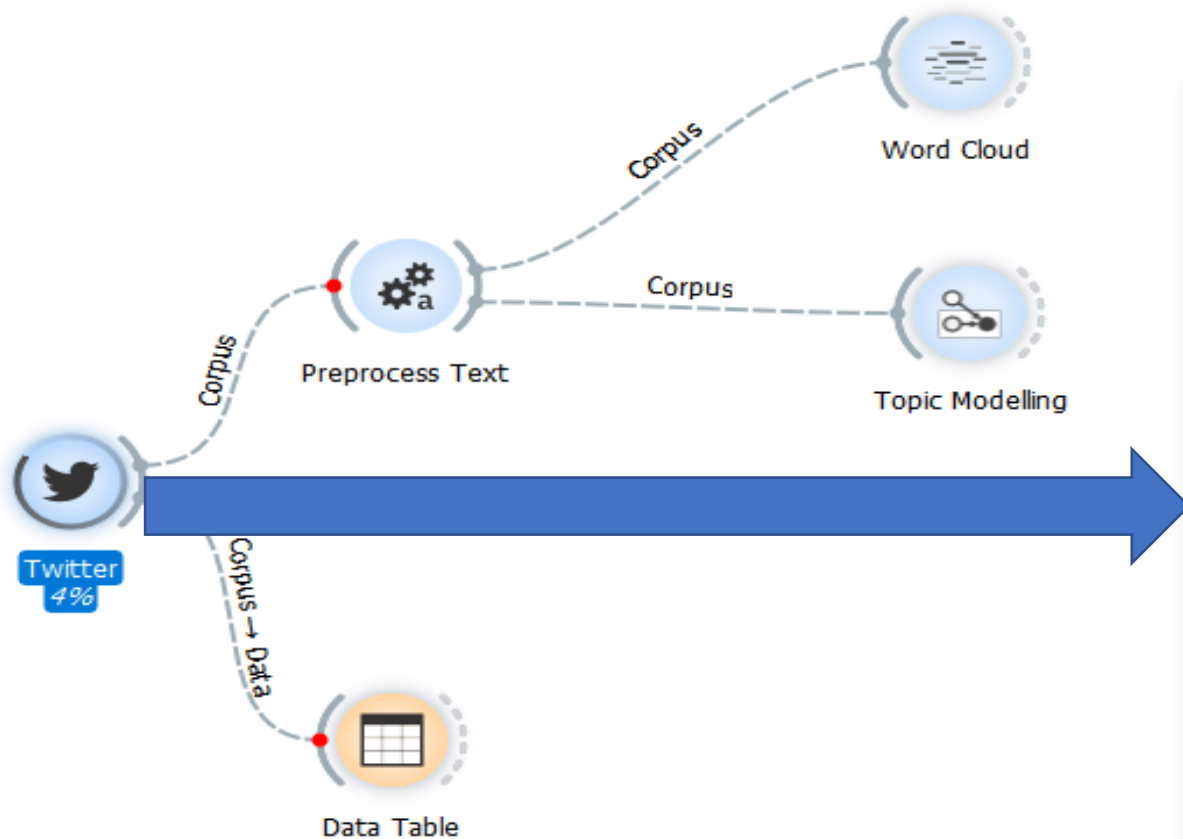 Corpus
Word Cloud
Corpus
a
Preprocess Text
Corpus
Topic Modelling
Twitter
4%
Corpus → Data
Data Table